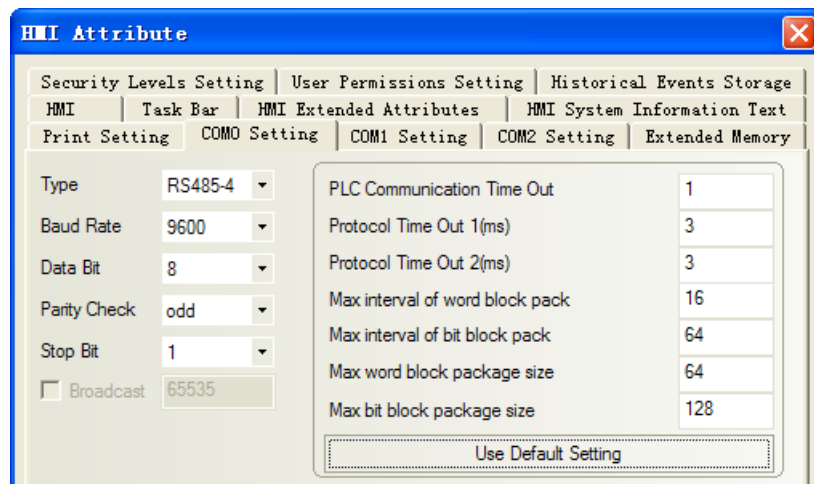 HMI Attribute
Security Levels Setting User Permissions Setting Historical Events Storage
HMI Task Bar HMI Extended Attributes HMI System Information Text
Print Setting COM0 Setting COM1 Setting COM2 Setting Extended Memory
Type RS485-4
Baud Rate 9600
Data Bit 8
Parity Check odd
Stop Bit 1
Broadcast 65535
PLC Communication Time Out 1
Protocol Time Out 1(ms) 3
Protocol Time Out 2(ms) 3
Max interval of word block pack 16
Max interval of bit block pack 64
Max word block package size 64
Max bit block package size 128
Use Default Setting